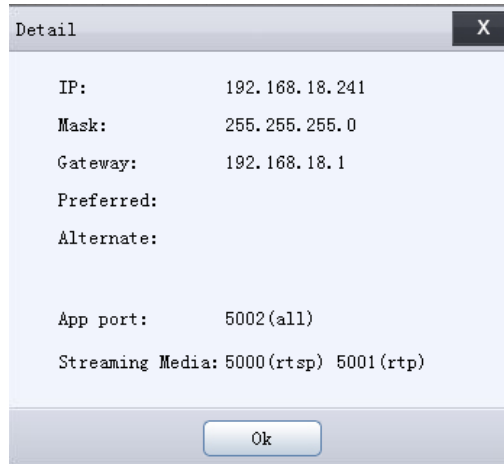 Detail X
IP: 192.168.18.241
Mask: 255.255.255.0
Gateway: 192.168.18.1
Preferred:
Alternate:
App port: 5002(all)
Streaming Media: 5000(rtsp) 5001(rtp)
Ok